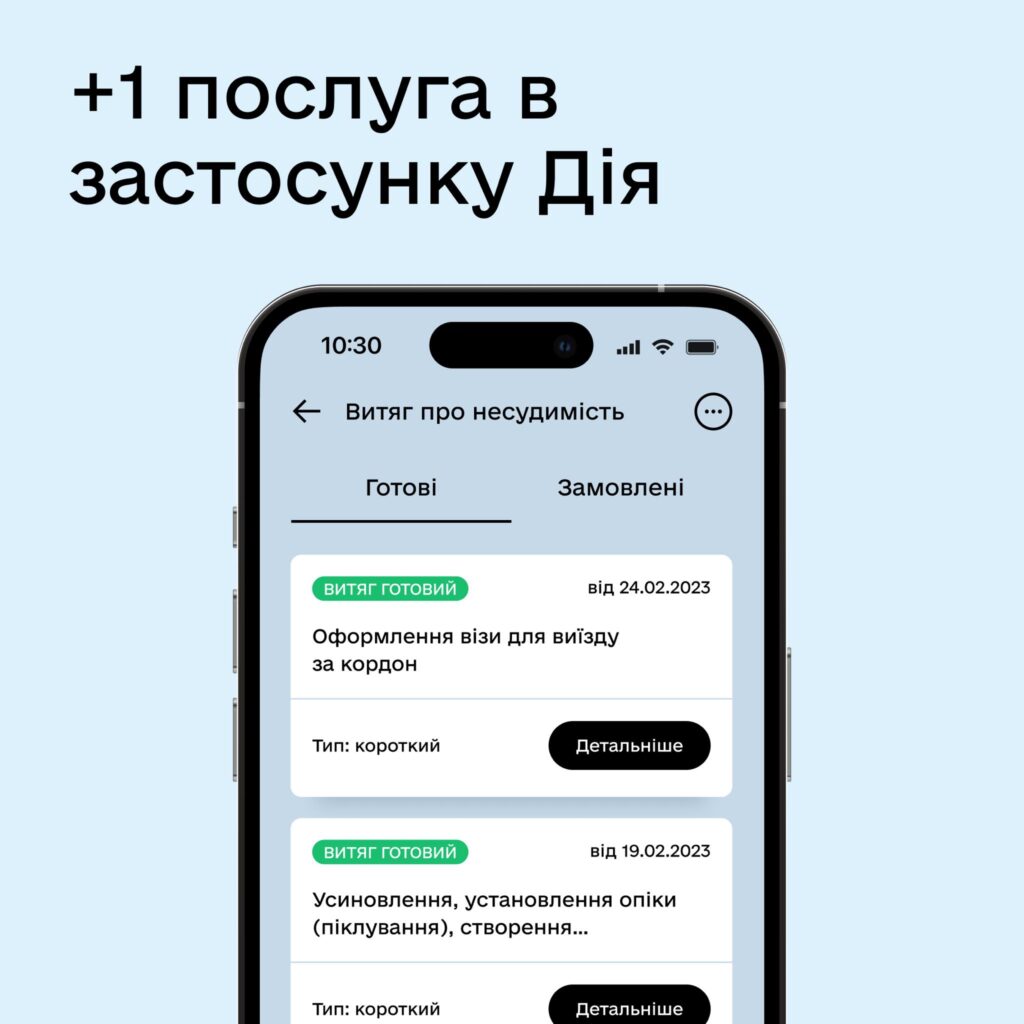 +1 послуга в
застосунку Дія
10:30
Витяг про несудимість
Готові Замовлені
ВИТЯГ ГОТОВИЙ від 24.02.2023
Оформлення візи для виїзду
за кордон
Тип: короткий Детальніше
ВИТЯГ ГОТОВИЙ від 19.02.2023
Усиновлення, установлення опіки
(піклування), створення...
Тип: короткий Детальніше